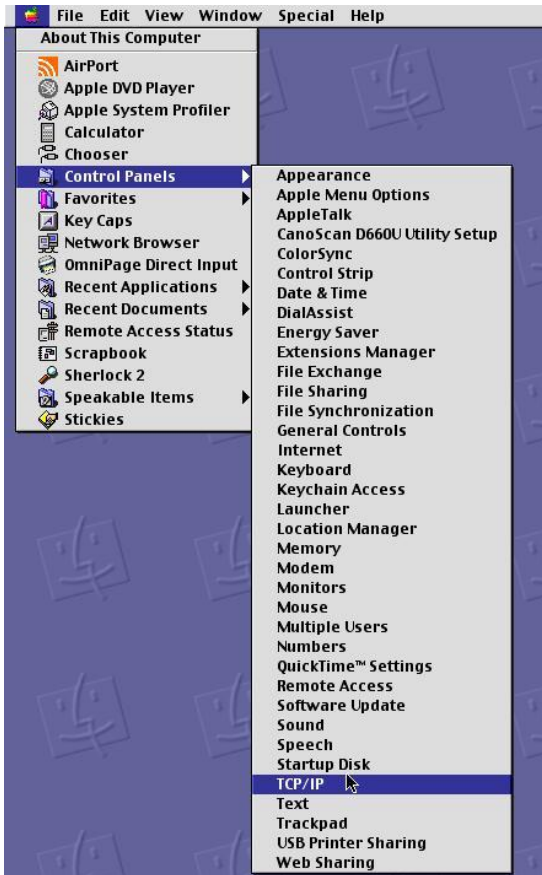 File Edit View Window Special Help
About This Computer
AirPort
Apple DVD Player
Apple System Profiler
Calculator
Chooser
Control Panels
Favorites
Key Caps
Network Browser
OmniPage Direct Input
Recent Applications
Recent Documents
Remote Access Status
Scrapbook
Sherlock 2
Speakable Items
Stickies
Appearance
Apple Menu Options
AppleTalk
CanoScan D660U Utility Setup
ColorSync
Control Strip
Date & Time
DialAssist
Energy Saver
Extensions Manager
File Exchange
File Sharing
File Synchronization
General Controls
Internet
Keyboard
Keychain Access
Launcher
Location Manager
Memory
Modem
Monitors
Mouse
Multiple Users
Numbers
QuickTime™ Settings
Remote Access
Software Update
Sound
Speech
Startup Disk
TCP/IP
Text
Trackpad
USB Printer Sharing
Web Sharing